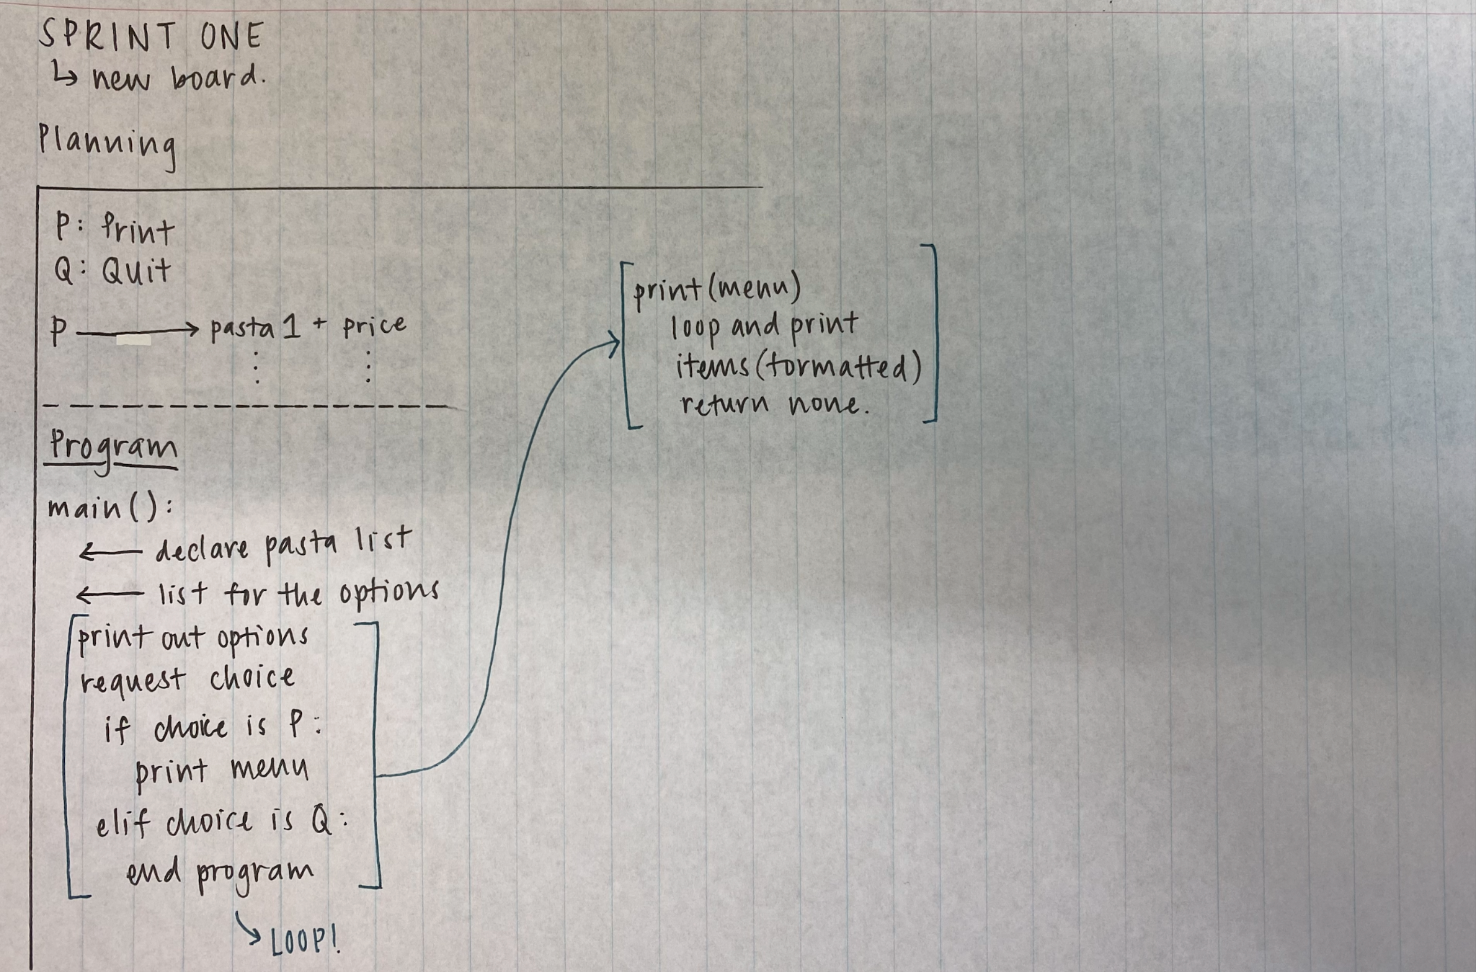 SPRINT ONE
↳ new board.
Planning
P: Print
Q: Quit
P → pasta 1 + price
Program
main():
← declare pasta list
← list for the options
print out options
request choice
if choice is P:
print menu
elif choice is Q:
end program
↳ LOOP!
print(menu)
loop and print
items (formatted)
return none.